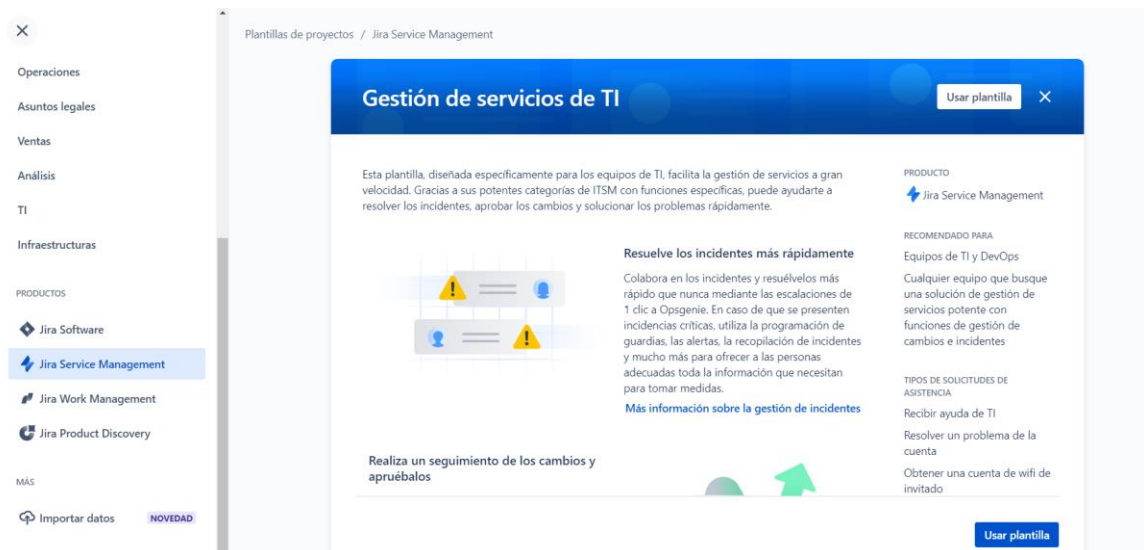 Operaciones
Asuntos legales
Ventas
Análisis
TI
Infraestructuras
PRODUCTOS
Jira Software
Jira Service Management
Jira Work Management
Jira Product Discovery
MÁS
Importar datos NOVEDAD
Plantillas de proyectos / Jira Service Management
Gestión de servicios de TI
Usar plantilla
Esta plantilla, diseñada específicamente para los equipos de TI, facilita la gestión de servicios a gran
velocidad. Gracias a sus potentes categorías de ITSM con funciones específicas, puede ayudarte a
resolver los incidentes, aprobar los cambios y solucionar los problemas rápidamente.
Resuelve los incidentes más rápidamente
Colabora en los incidentes y resuélvelos más
rápido que nunca mediante las escalaciones de
1 clic a Opsgenie. En caso de que se presenten
incidencias críticas, utiliza la programación de
guardias, las alertas, la recopilación de incidentes
y mucho más para ofrecer a las personas
adecuadas toda la información que necesitan
para tomar medidas.
Más información sobre la gestión de incidentes
Realiza un seguimiento de los cambios y
apruébalos
PRODUCTO
Jira Service Management
RECOMENDADO PARA
Equipos de TI y DevOps
Cualquier equipo que busque
una solución de gestión de
servicios potente con
funciones de gestión de
cambios e incidentes
TIPOS DE SOLICITUDES DE
ASISTENCIA
Recibir ayuda de TI
Resolver un problema de la
cuenta
Obtener una cuenta de wifi de
invitado
Usar plantilla